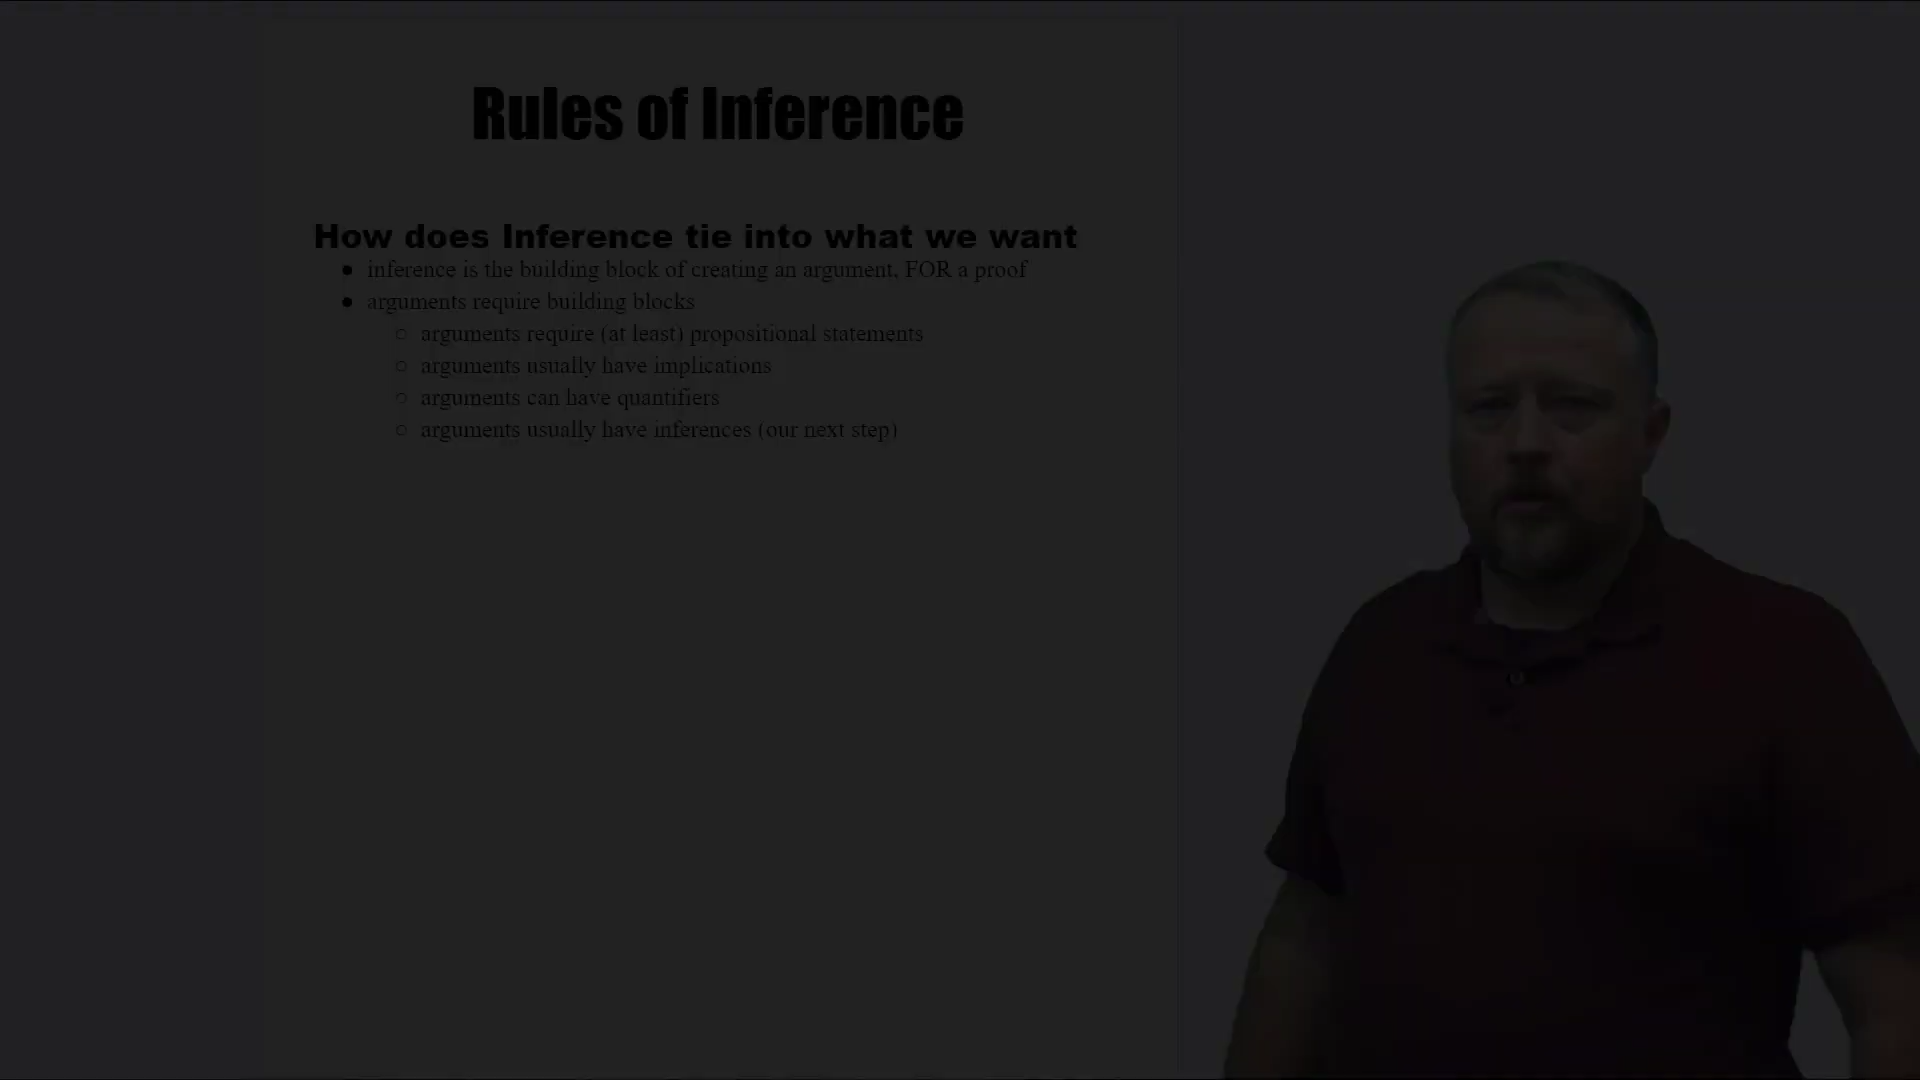 Rules of Inference
How does Inference tie into what we want
inference is the building block of creating an argument, FOR a proof
arguments require building blocks
arguments require (at least) propositional statements
arguments usually have implications
arguments can have quantifiers
arguments usually have inferences (our next step)